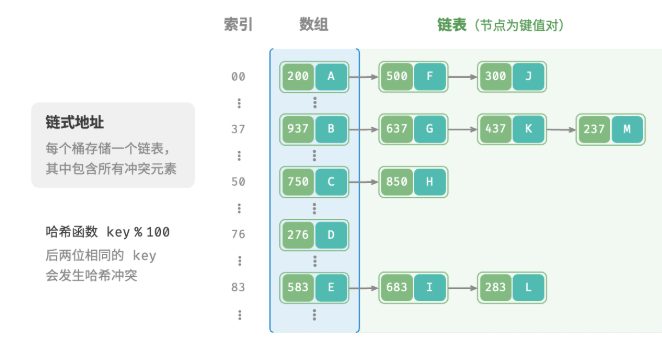 索引 数组 链表（节点为键值对）
00 200 A 500 F 300 J
链式地址
每个桶存储一个链表，
其中包含所有冲突元素
37 937 B 637 G 437 K 237 M
50 750 C 850 H
哈希函数 key % 100
后两位相同的 key
会发生哈希冲突
76 276 D
83 583 E 683 I 283 L